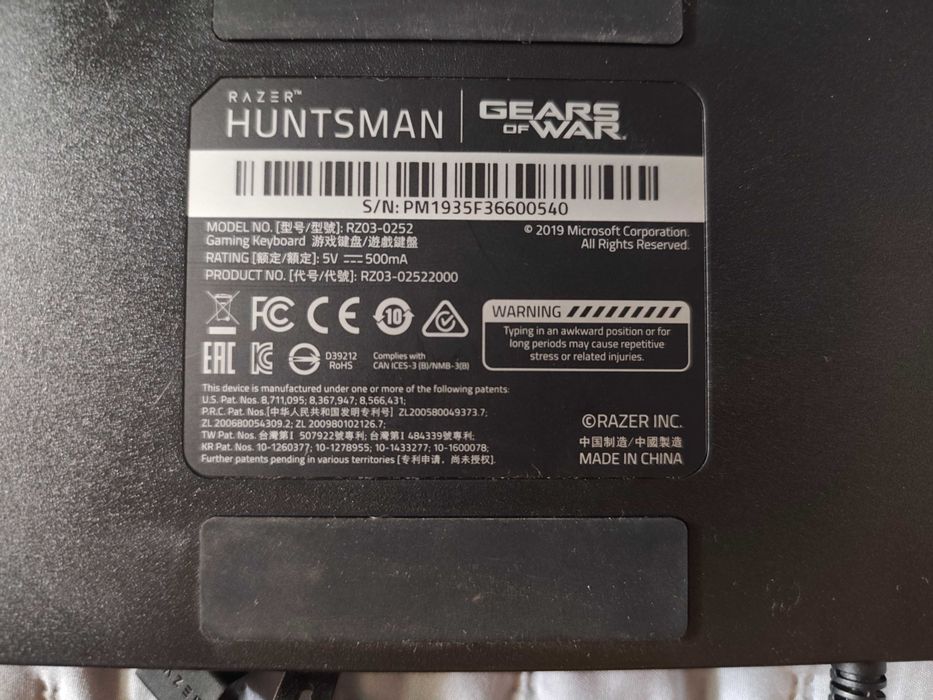 RAZER™
HUNTSMAN
GEARS
OF WAR.
S/N: PM1935F36600540
MODEL NO. [型号/型號]: RZ03-0252
Gaming Keyboard 游戏键盘/遊戲鍵盤
RATING [额定/額定]: 5V ⎓ 500mA
PRODUCT NO. [代号/代號]: RZ03-02522000
© 2019 Microsoft Corporation.
All Rights Reserved.
FC CE 10
EAC KC
D39212
RoHS
Complies with
CAN ICES-3 (B)/NMB-3(B)
WARNING
Typing in an awkward position or for
long periods may cause repetitive
stress or related injuries.
This device is manufactured under one or more of the following patents:
U.S. Pat. Nos. 8,711,095; 8,367,947; 8,566,431;
P.R.C. Pat. Nos.[中华人民共和国发明专利号] ZL200580049373.7;
ZL 200680054309.2; ZL 200980102126.7;
TW Pat. Nos. 台灣第I 507922號專利; 台灣第I 484339號專利;
KR Pat. Nos. 10-1260377; 10-1278955; 10-1433277; 10-1600078;
Further patents pending in various territories [专利申请，尚未授权].
©RAZER INC.
中国制造/中國製造
MADE IN CHINA
RAZER